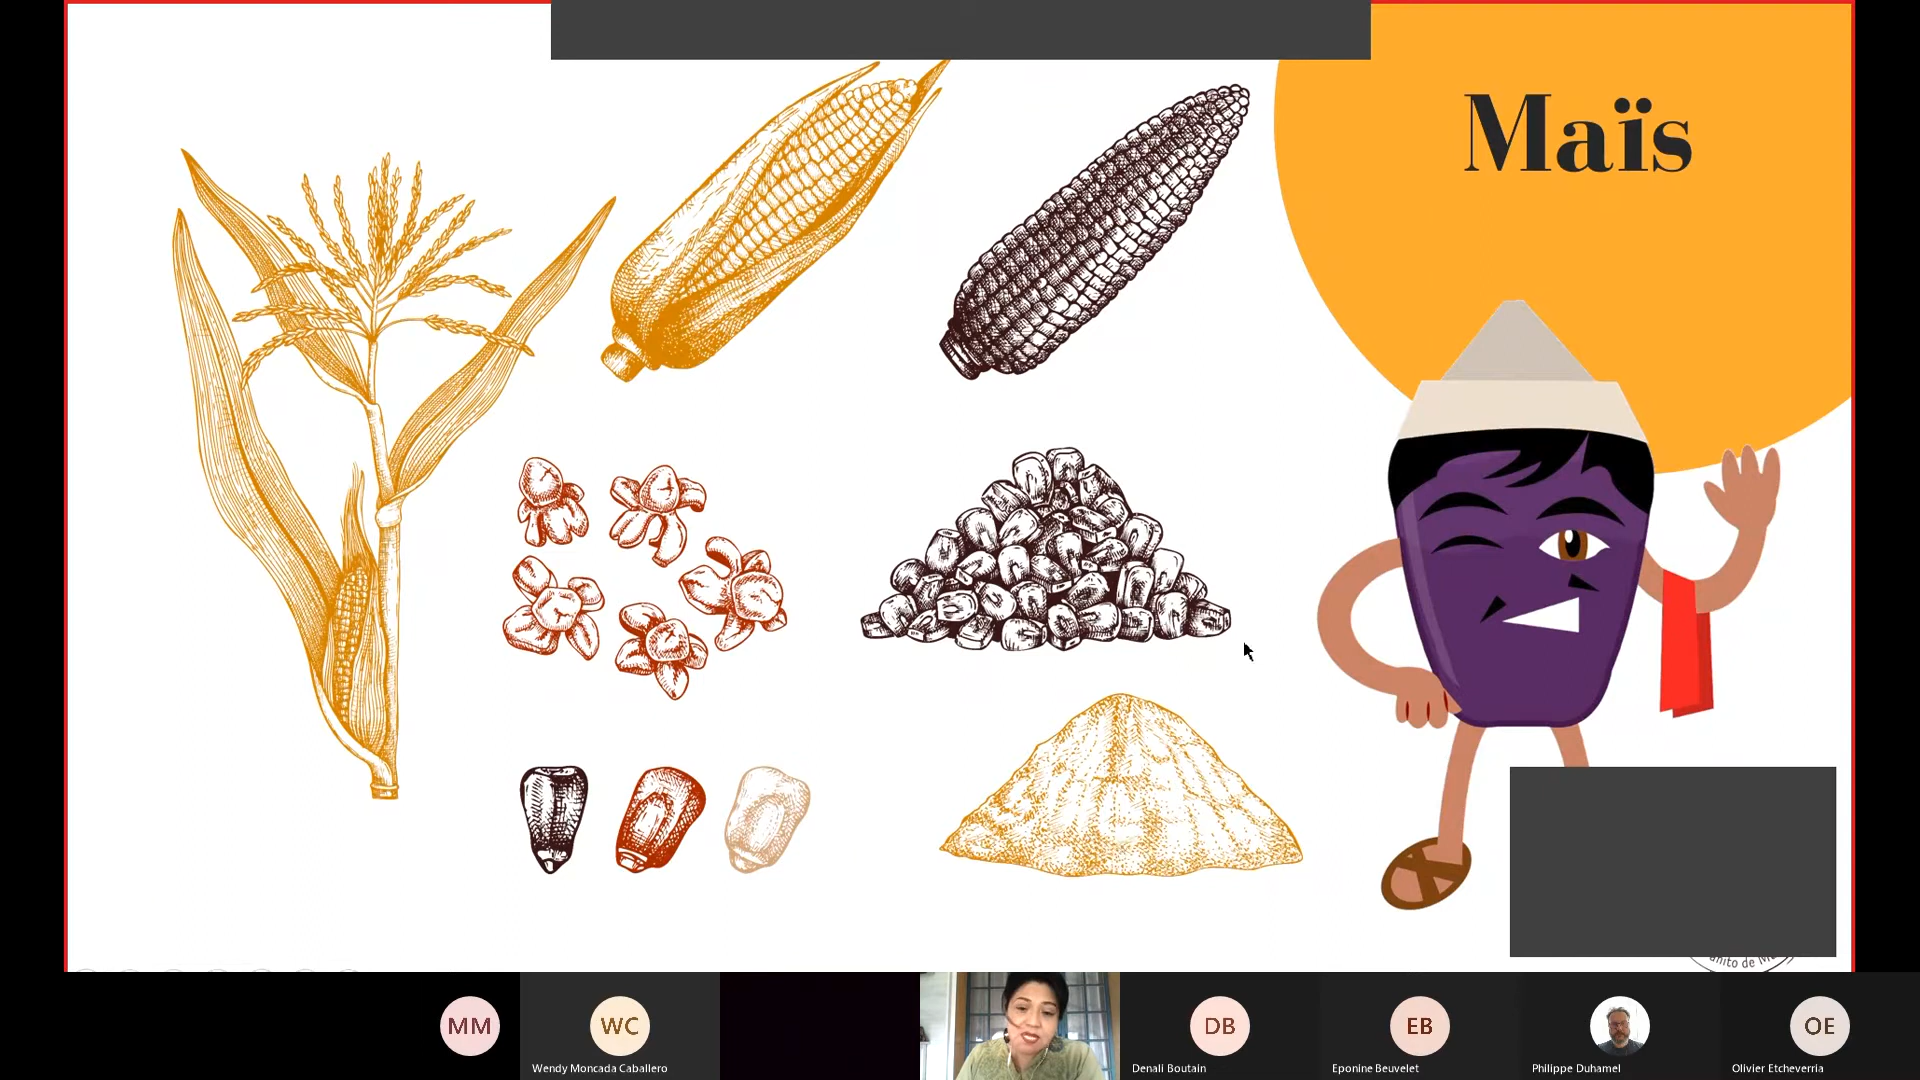 Maïs
MM
WC
DB
EB
OE
Wendy Moncada Caballero
Denali Boutain
Eponine Beuvelet
Philippe Duhamel
Olivier Etcheverria